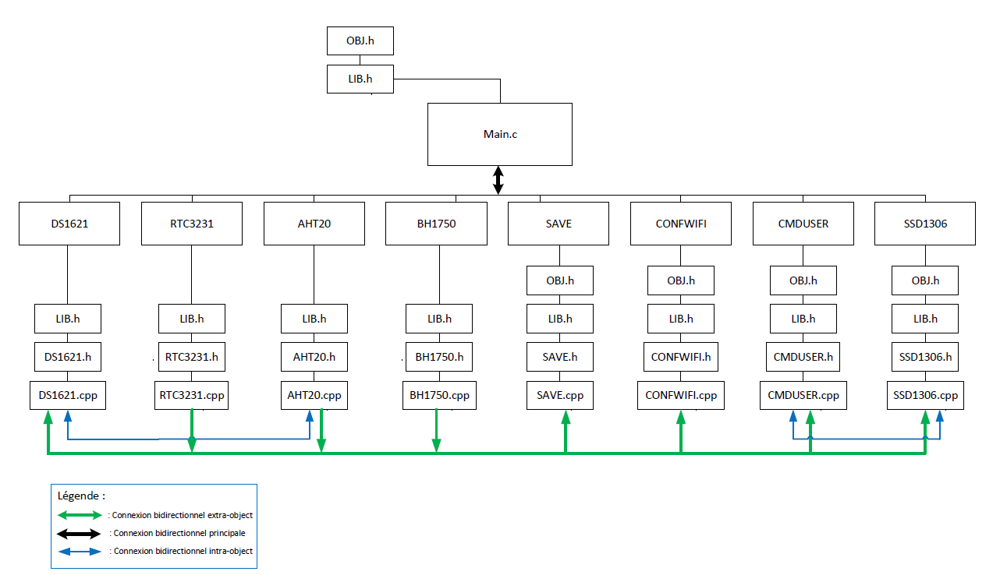 OBJ.h
LIB.h
Main.c
DS1621
RTC3231
AHT20
BH1750
SAVE
CONFWIFI
CMDUSER
SSD1306
OBJ.h
OBJ.h
OBJ.h
OBJ.h
LIB.h
LIB.h
LIB.h
LIB.h
LIB.h
LIB.h
LIB.h
LIB.h
DS1621.h
RTC3231.h
AHT20.h
BH1750.h
SAVE.h
CONFWIFI.h
CMDUSER.h
SSD1306.h
DS1621.cpp
RTC3231.cpp
AHT20.cpp
BH1750.cpp
SAVE.cpp
CONFWIFI.cpp
CMDUSER.cpp
SSD1306.cpp
Légende :
: Connexion bidirectionnel extra-object
: Connexion bidirectionnel principale
: Connexion bidirectionnel intra-object